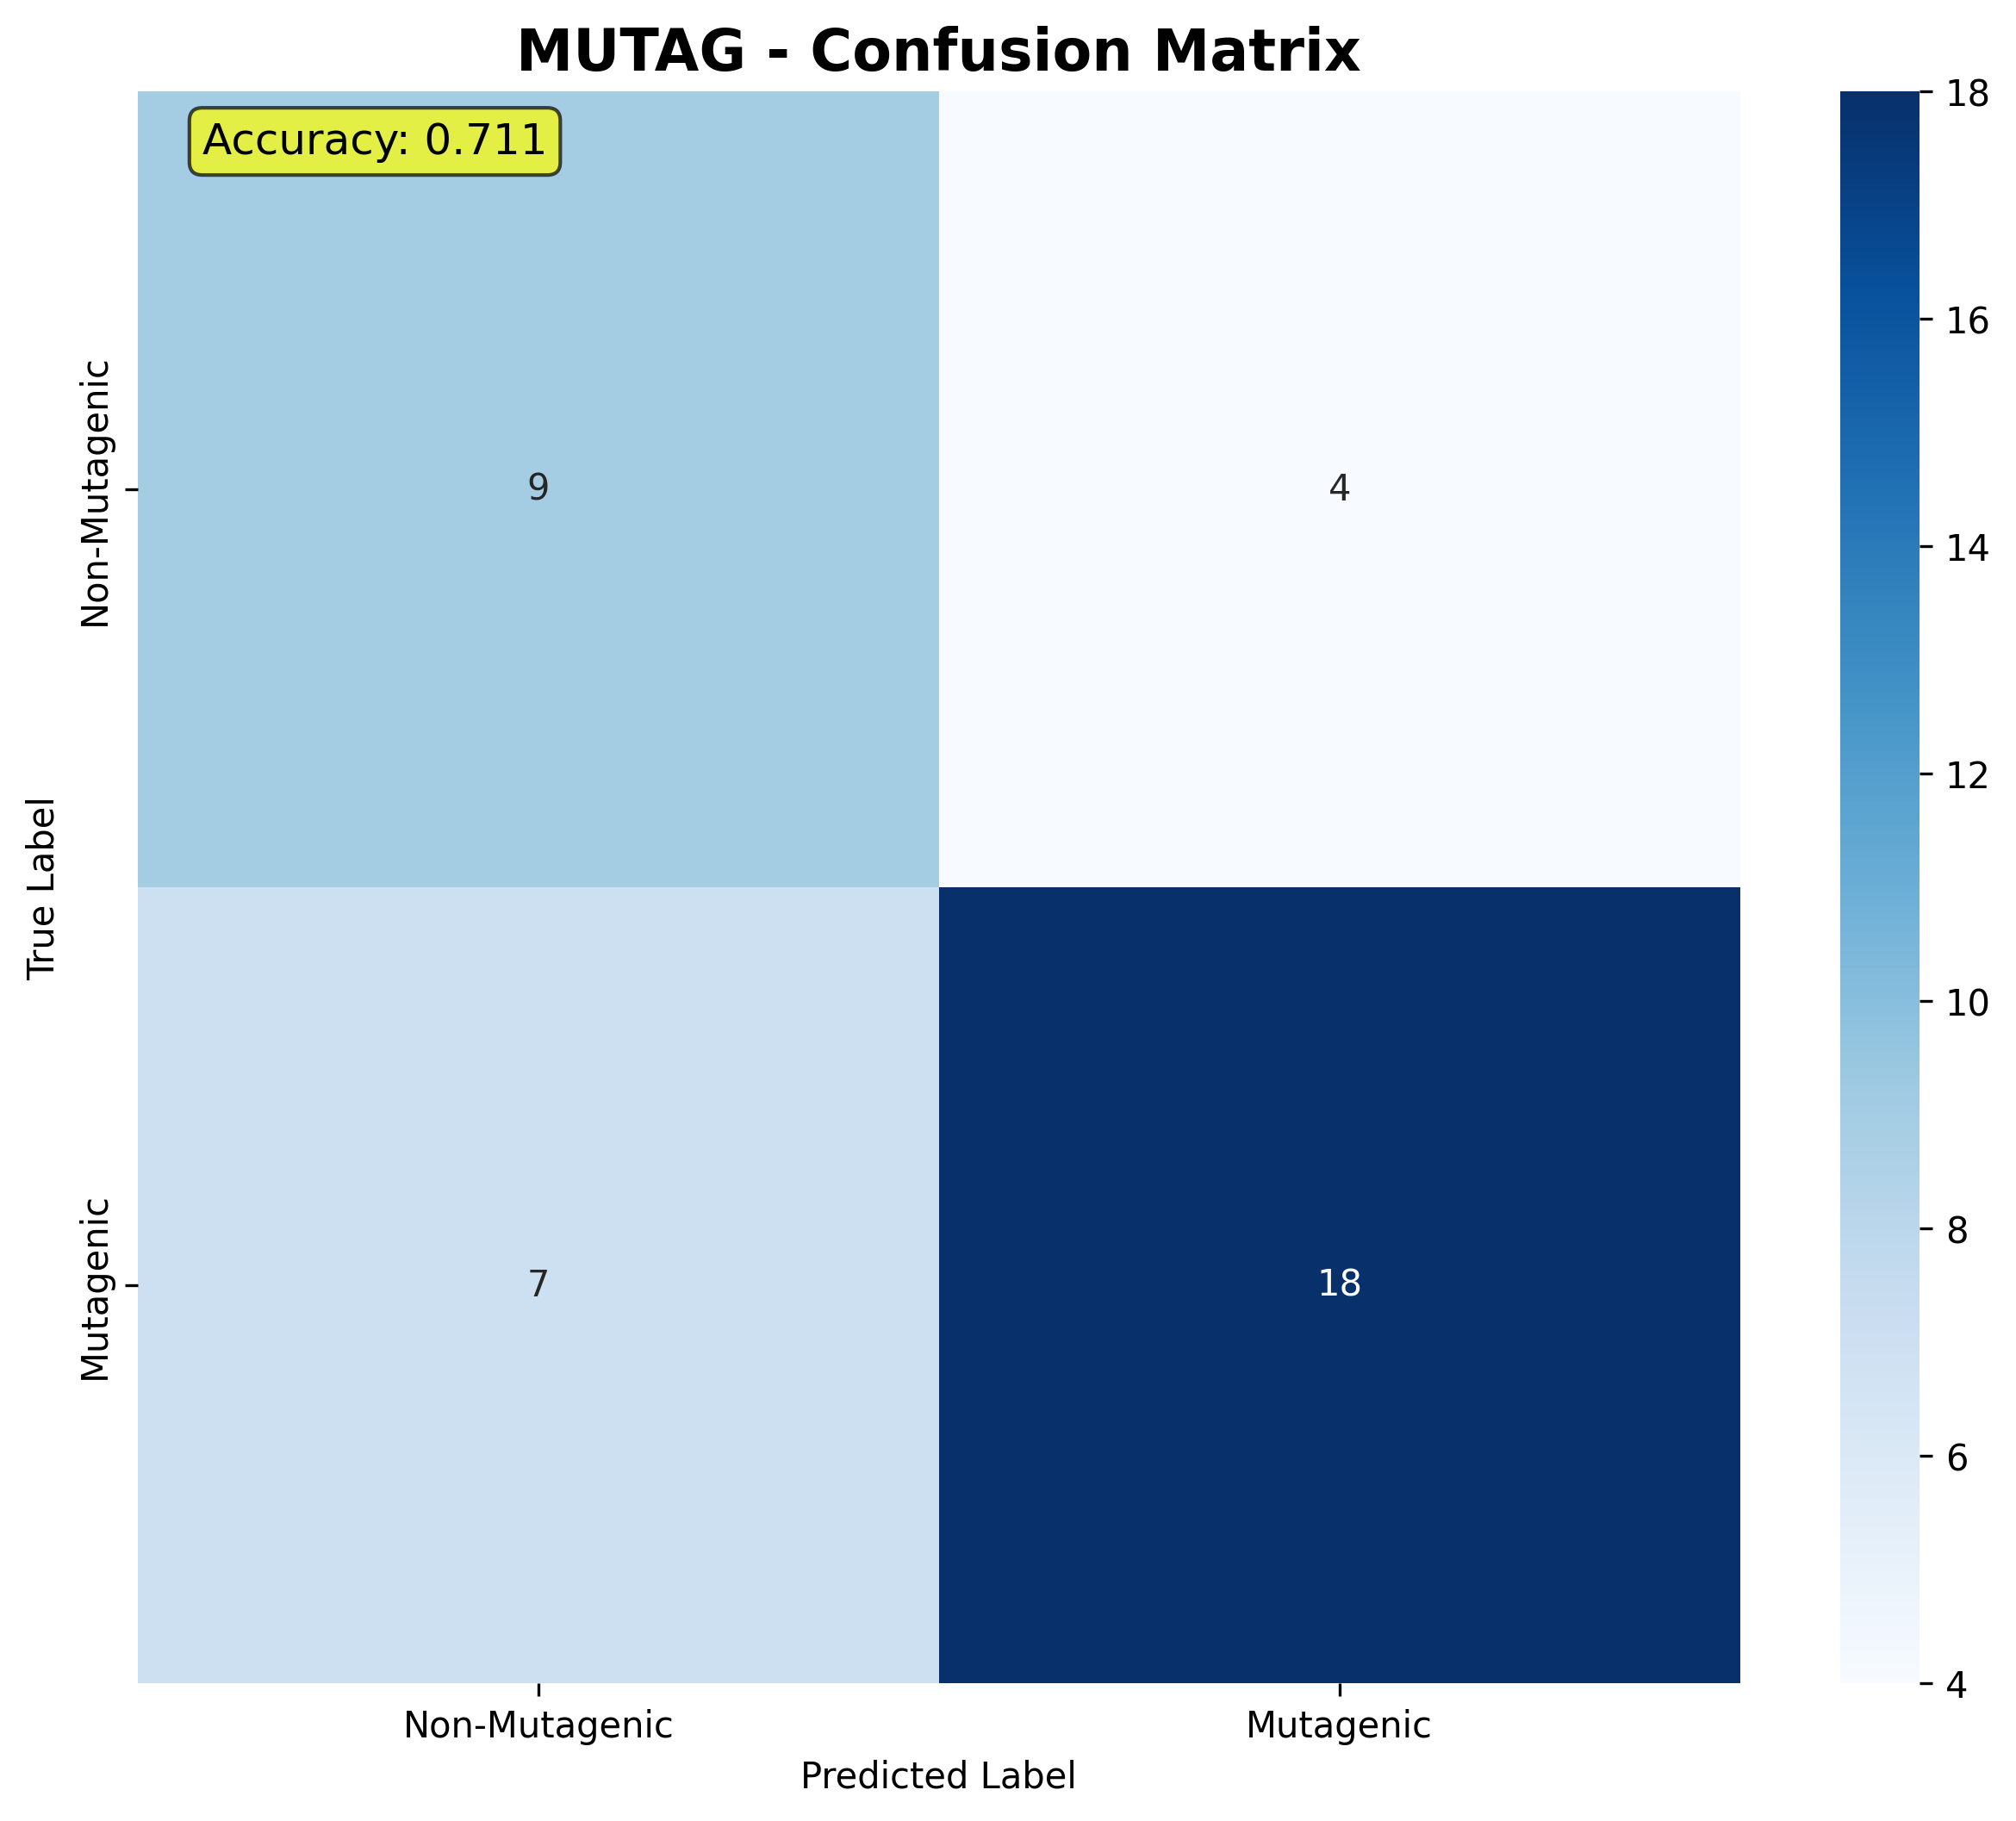 MUTAG - Confusion Matrix
Accuracy: 0.711
True Label
Non-Mutagenic
9
4
Mutagenic
7
18
Non-Mutagenic
Mutagenic
Predicted Label
18
16
14
12
10
8
6
4